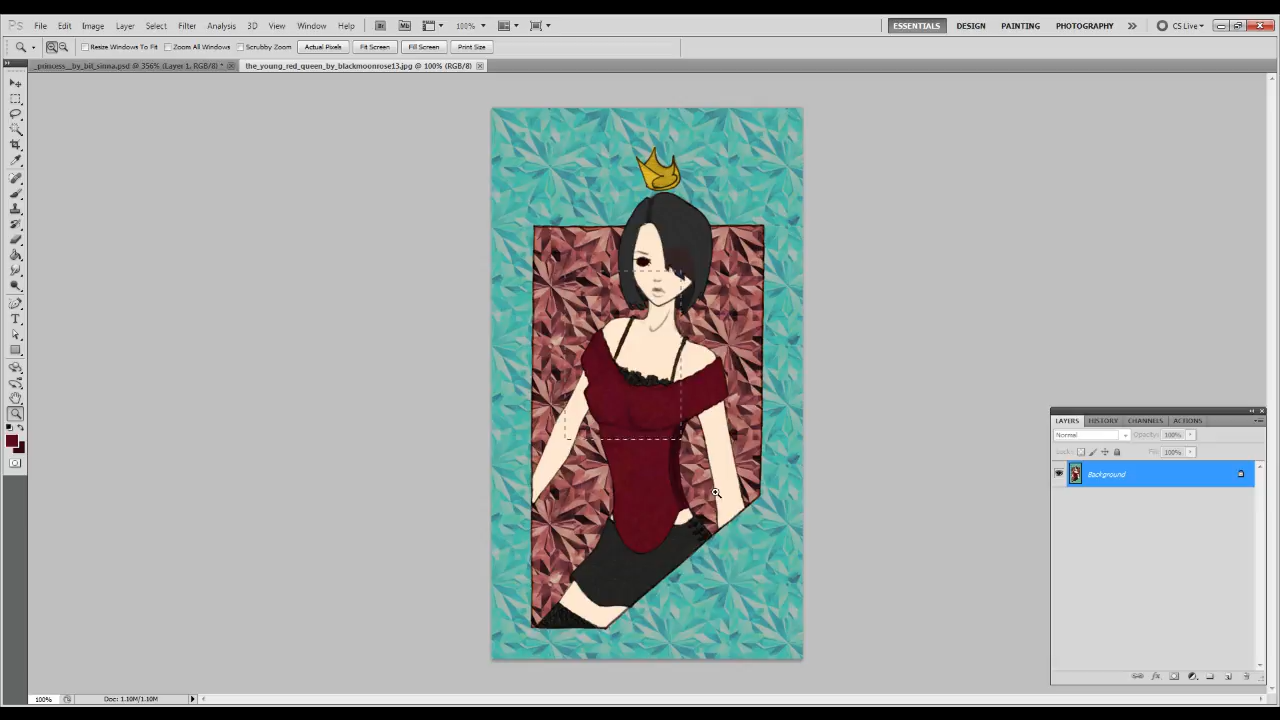 Ps File Edit Image Layer Select Filter Analysis 3D View Window Help Br Mb 100% ESSENTIALS DESIGN PAINTING PHOTOGRAPHY CS Live
Resize Windows To Fit Zoom All Windows Scrubby Zoom Actual Pixels Fit Screen Fill Screen Print Size
_princess__by_bit_sinna.psd @ 356% (Layer 1, RGB/8) * the_young_red_queen_by_blackmoonrose13.jpg @ 100% (RGB/8)
LAYERS HISTORY CHANNELS ACTIONS
Normal Opacity: 100%
Lock: Fill: 100%
Background
100% Doc: 1.10M/1.10M